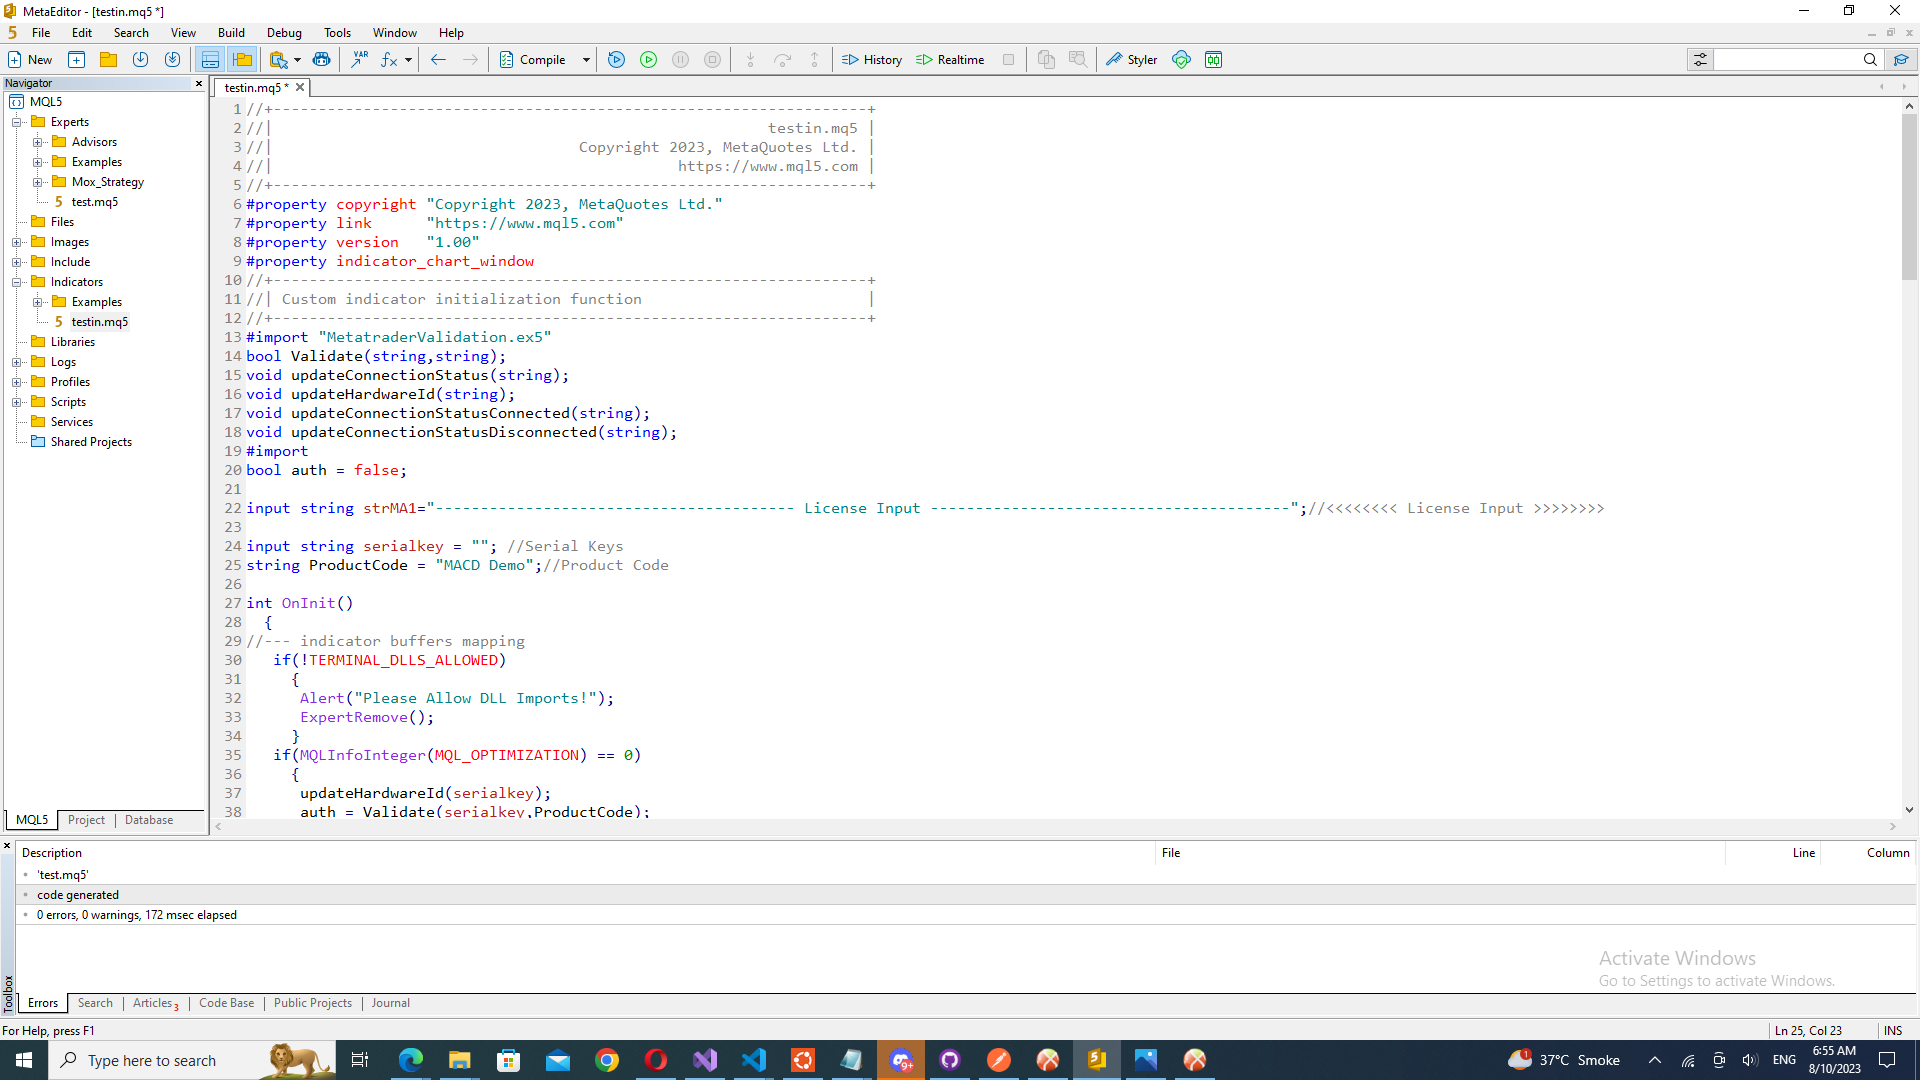 MetaEditor - [testin.mq5 *]
5 File Edit Search View Build Debug Tools Window Help
New VAR fx Compile History Realtime Styler
Navigator
MQL5
Experts
Advisors
Examples
Mox_Strategy
5 test.mq5
Files
Images
Include
Indicators
Examples
5 testin.mq5
Libraries
Logs
Profiles
Scripts
Services
Shared Projects
MQL5 Project Database
testin.mq5 *
1 //+------------------------------------------------------------------+
2 //| testin.mq5 |
3 //| Copyright 2023, MetaQuotes Ltd. |
4 //| https://www.mql5.com |
5 //+------------------------------------------------------------------+
6 #property copyright "Copyright 2023, MetaQuotes Ltd."
7 #property link "https://www.mql5.com"
8 #property version "1.00"
9 #property indicator_chart_window
10 //+------------------------------------------------------------------+
11 //| Custom indicator initialization function |
12 //+------------------------------------------------------------------+
13 #import "MetatraderValidation.ex5"
14 bool Validate(string,string);
15 void updateConnectionStatus(string);
16 void updateHardwareId(string);
17 void updateConnectionStatusConnected(string);
18 void updateConnectionStatusDisconnected(string);
19 #import
20 bool auth = false;
21
22 input string strMA1="---------------------------------------- License Input ----------------------------------------";//<<<<<<<< License Input >>>>>>>>
23
24 input string serialkey = ""; //Serial Keys
25 string ProductCode = "MACD Demo";//Product Code
26
27 int OnInit()
28 {
29 //--- indicator buffers mapping
30 if(!TERMINAL_DLLS_ALLOWED)
31 {
32 Alert("Please Allow DLL Imports!");
33 ExpertRemove();
34 }
35 if(MQLInfoInteger(MQL_OPTIMIZATION) == 0)
36 {
37 updateHardwareId(serialkey);
38 auth = Validate(serialkey,ProductCode);
Description File Line Column
'test.mq5'
code generated
0 errors, 0 warnings, 172 msec elapsed
Activate Windows
Go to Settings to activate Windows.
Toolbox
Errors Search Articles 3 Code Base Public Projects Journal
For Help, press F1 Ln 25, Col 23 INS
Type here to search 9+ 1 37°C Smoke ENG 6:55 AM
8/10/2023